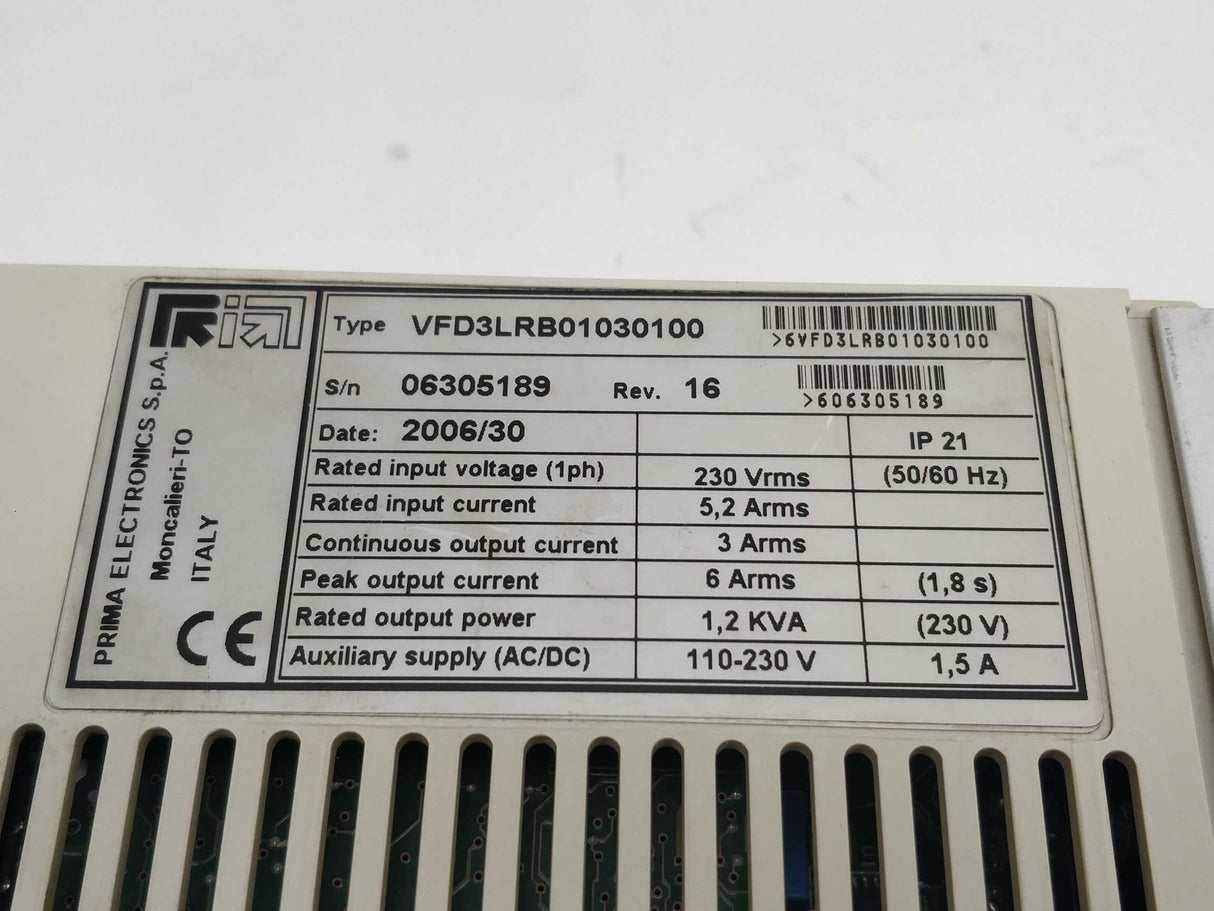 PRIMA ELECTRONICS S.p.A.
Moncalieri-TO
ITALY
CE
Type VFD3LRB01030100
>6VFD3LRB01030100
S/n 06305189 Rev. 16
>606305189
Date: 2006/30 IP 21
Rated input voltage (1ph) 230 Vrms (50/60 Hz)
Rated input current 5,2 Arms
Continuous output current 3 Arms
Peak output current 6 Arms (1,8 s)
Rated output power 1,2 KVA (230 V)
Auxiliary supply (AC/DC) 110-230 V 1,5 A